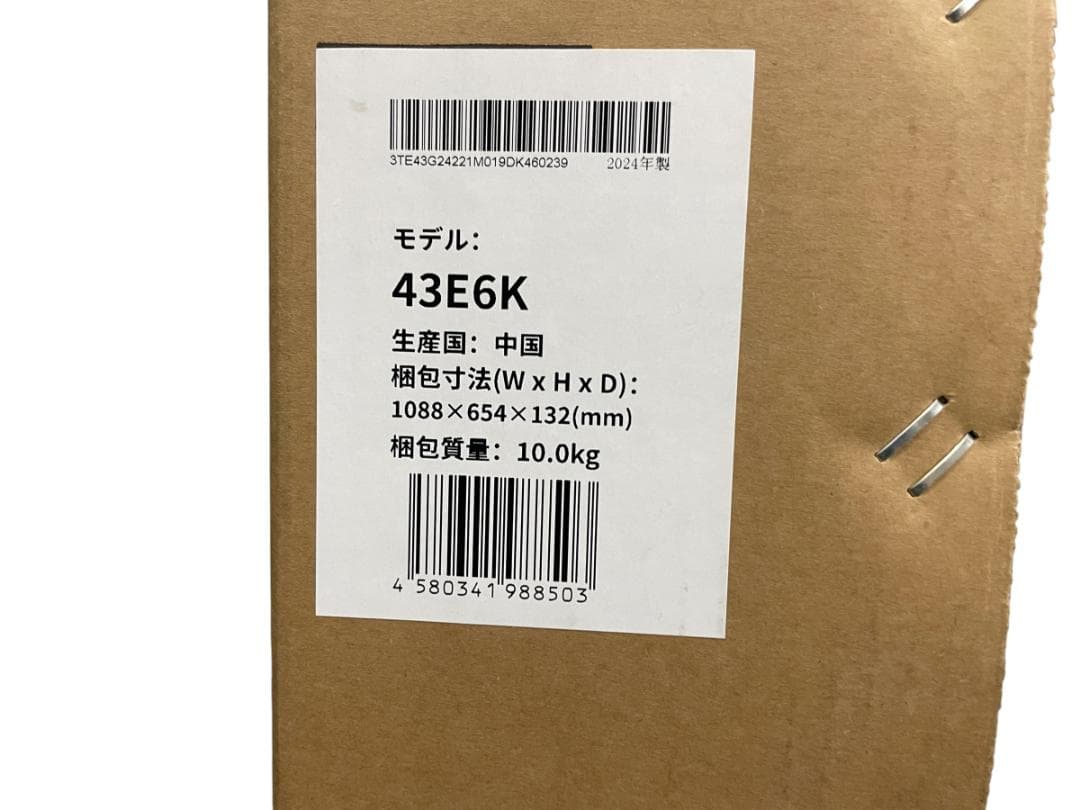 3TE43G24221M019DK460239 2024年製
モデル：
43E6K
生産国：中国
梱包寸法(W x H x D)：
1088×654×132(mm)
梱包質量：10.0kg
4 580341 988503